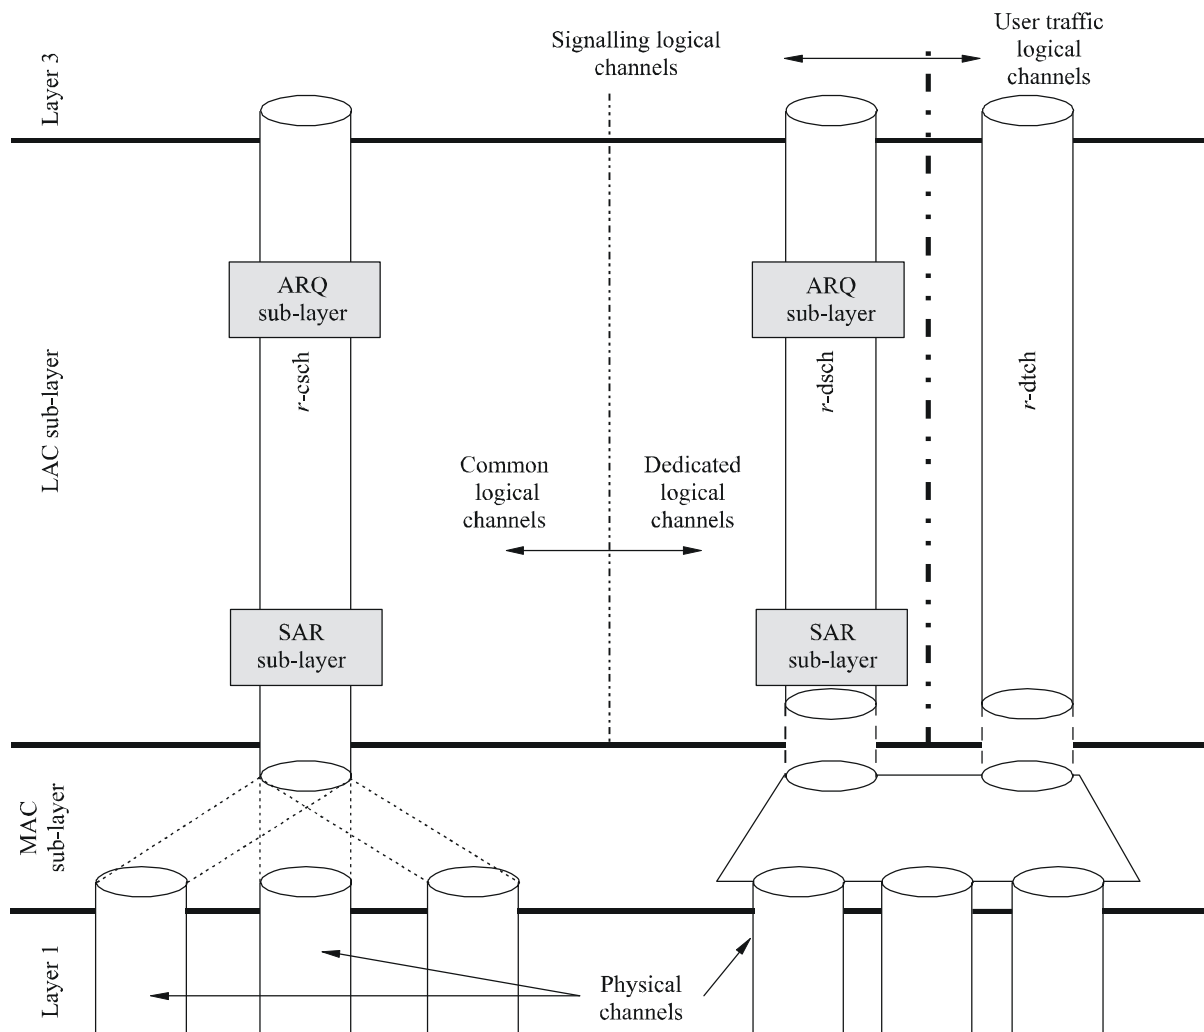 Signalling logical
channels
User traffic
logical
channels
Layer 3
ARQ
sub-layer
ARQ
sub-layer
r-csch
r-dsch
r-dtch
LAC sub-layer
Common
logical
channels
Dedicated
logical
channels
SAR
sub-layer
SAR
sub-layer
MAC
sub-layer
Layer 1
Physical
channels